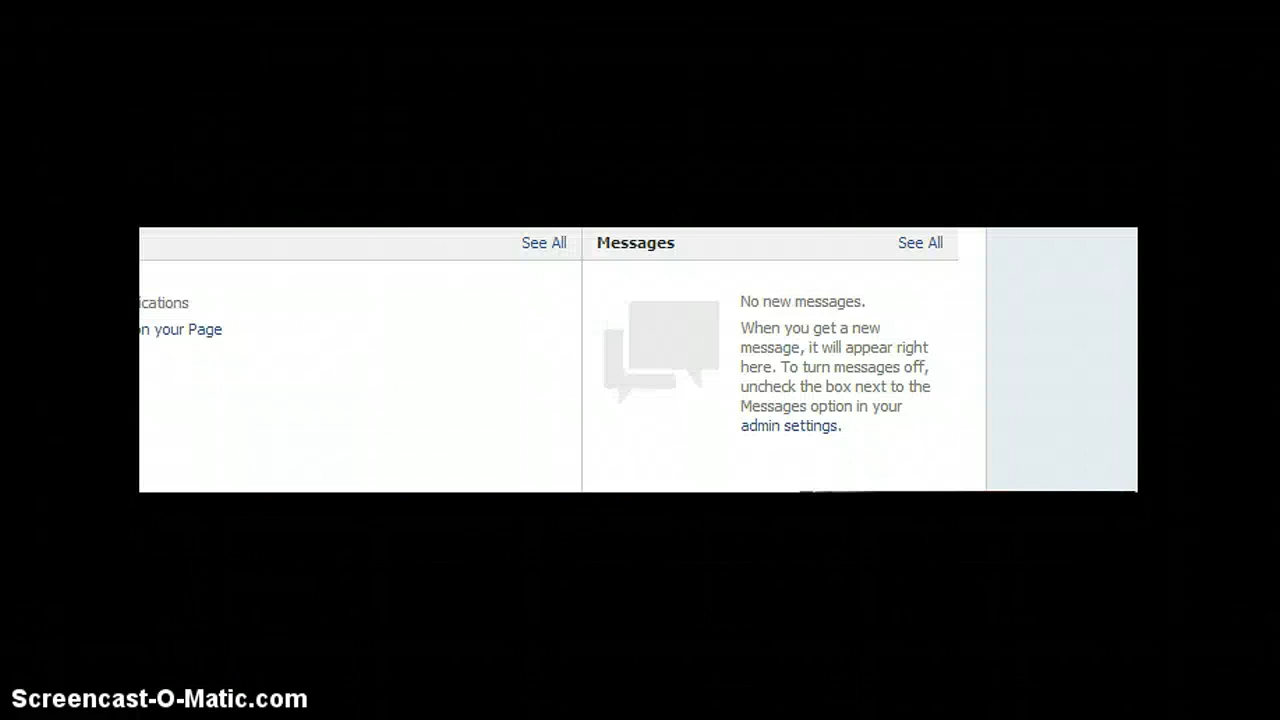 See All
Messages
See All
ications
on your Page
No new messages.
When you get a new
message, it will appear right
here. To turn messages off,
uncheck the box next to the
Messages option in your
admin settings.
Screencast-O-Matic.com